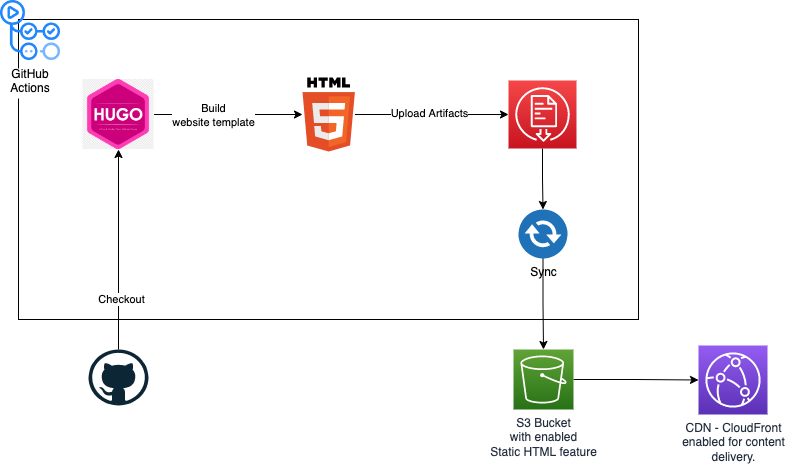 GitHub
Actions
HUGO
Build
website template
HTML
5
Upload Artifacts
Sync
Checkout
S3 Bucket
with enabled
Static HTML feature
CDN - CloudFront
enabled for content
delivery.